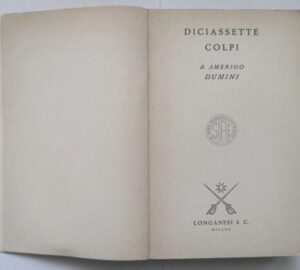 DICIASSETTE
COLPI
di AMERIGO
DUMINI
LONGANESI & C.
MILANO